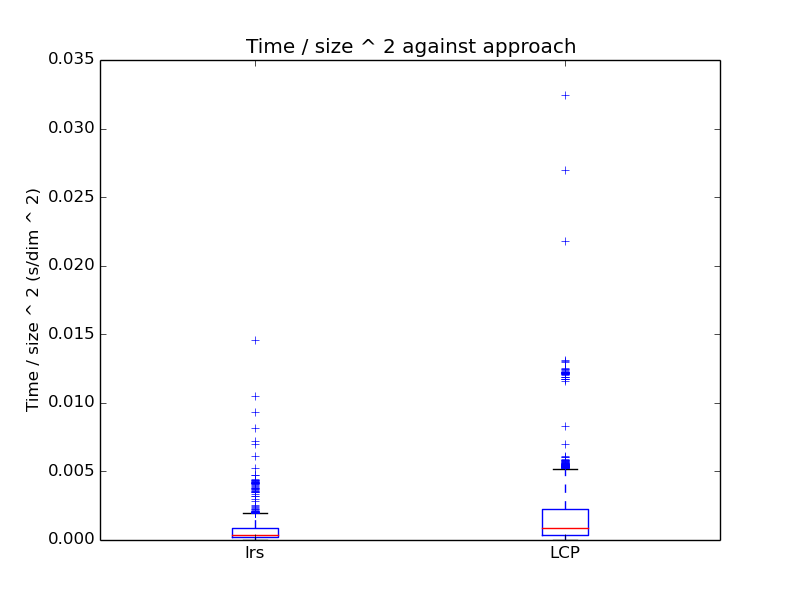 Time / size ^ 2 against approach
0.035
0.030
0.025
0.020
0.015
0.010
0.005
0.000
Time / size ^ 2 (s/dim ^ 2)
lrs
LCP